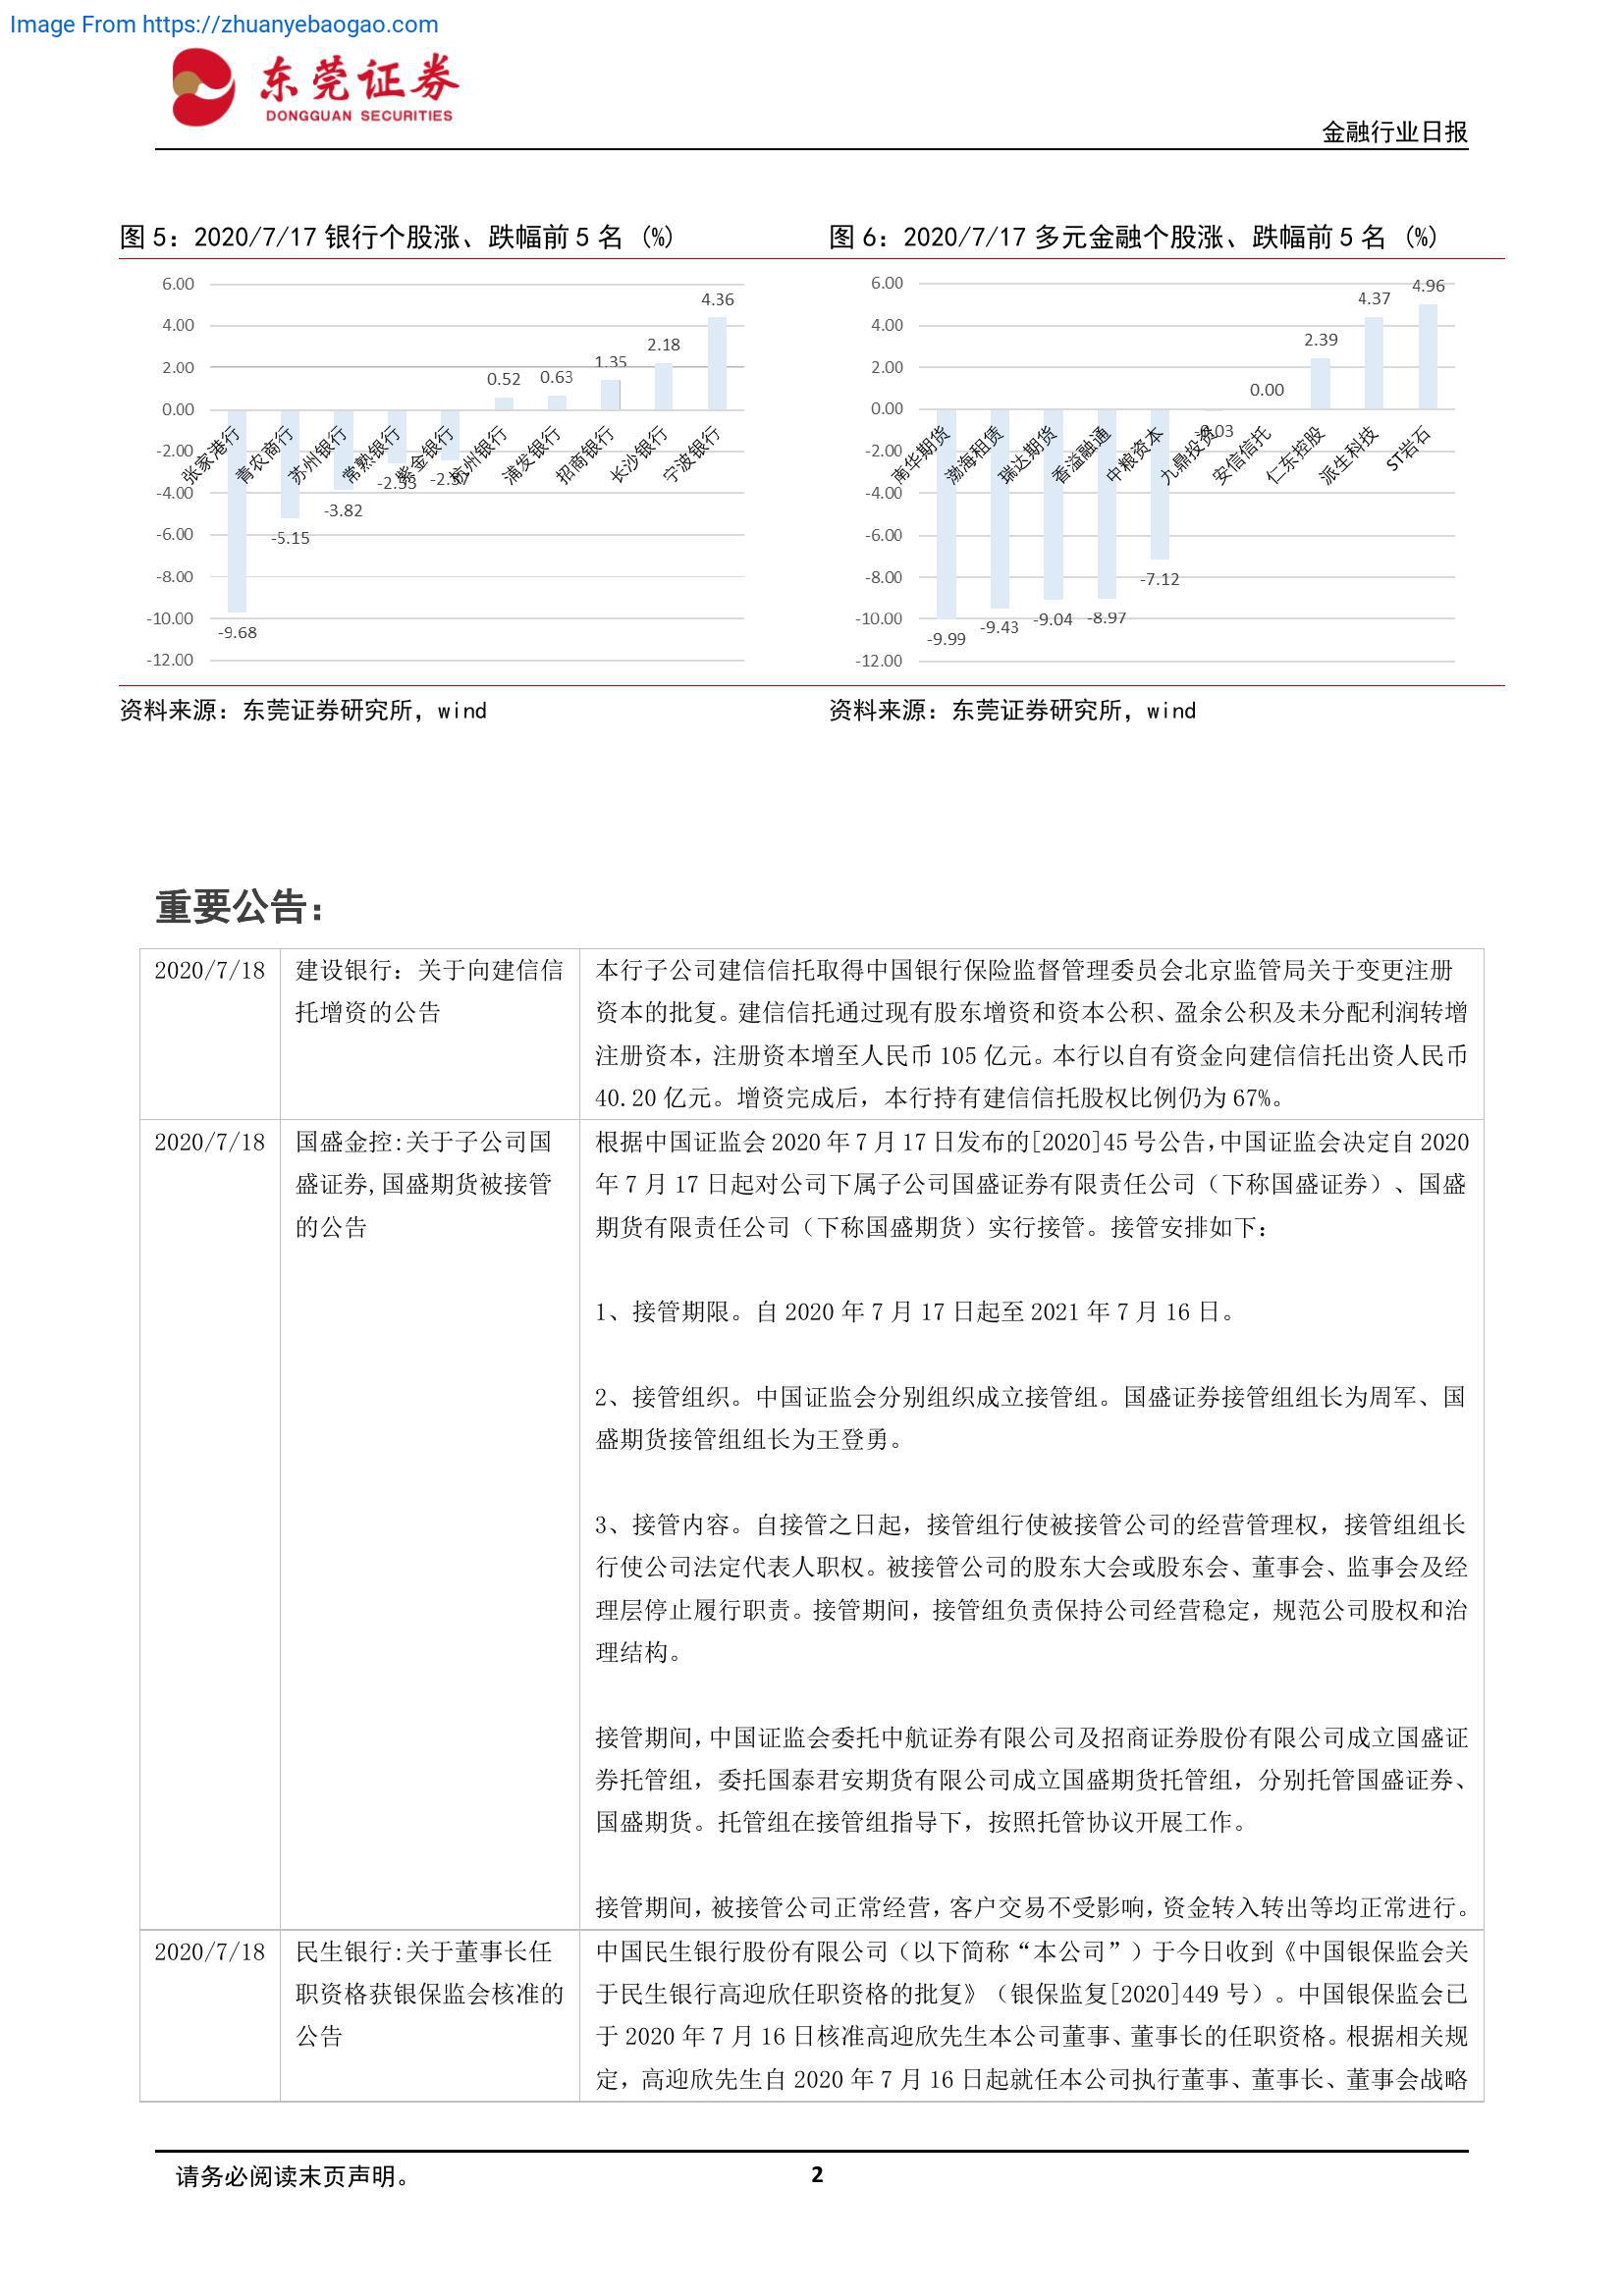 Image From https://zhuanyebaogao.com
东莞证券
DONGGUAN SECURITIES
金融行业日报
图 5：2020/7/17 银行个股涨、跌幅前 5 名 (%)
6.00
4.00
2.00
0.00
-2.00
-4.00
-6.00
-8.00
-10.00
-12.00
-9.68
-5.15
-3.82
0.52
0.63
1.35
2.18
4.36
张家港行
青农商行
苏州银行
常熟银行
紫金银行
杭州银行
浦发银行
招商银行
长沙银行
宁波银行
资料来源：东莞证券研究所，wind
图 6：2020/7/17 多元金融个股涨、跌幅前 5 名 (%)
6.00
4.00
2.00
0.00
-2.00
-4.00
-6.00
-8.00
-10.00
-12.00
-9.99
-9.43
-9.04
-8.97
-7.12
-0.03
0.00
2.39
4.37
4.96
南华期货
渤海租赁
瑞达期货
香溢融通
中粮资本
九鼎投资
安信信托
仁东控股
派生科技
ST岩石
资料来源：东莞证券研究所，wind
重要公告：
2020/7/18
建设银行：关于向建信信
托增资的公告
本行子公司建信信托取得中国银行保险监督管理委员会北京监管局关于变更注册
资本的批复。建信信托通过现有股东增资和资本公积、盈余公积及未分配利润转增
注册资本，注册资本增至人民币 105 亿元。本行以自有资金向建信信托出资人民币
40.20 亿元。增资完成后，本行持有建信信托股权比例仍为 67%。
2020/7/18
国盛金控:关于子公司国
盛证券,国盛期货被接管
的公告
根据中国证监会 2020 年 7 月 17 日发布的[2020]45 号公告，中国证监会决定自 2020
年 7 月 17 日起对公司下属子公司国盛证券有限责任公司（下称国盛证券）、国盛
期货有限责任公司（下称国盛期货）实行接管。接管安排如下：
1、接管期限。自 2020 年 7 月 17 日起至 2021 年 7 月 16 日。
2、接管组织。中国证监会分别组织成立接管组。国盛证券接管组组长为周军、国
盛期货接管组组长为王登勇。
3、接管内容。自接管之日起，接管组行使被接管公司的经营管理权，接管组组长
行使公司法定代表人职权。被接管公司的股东大会或股东会、董事会、监事会及经
理层停止履行职责。接管期间，接管组负责保持公司经营稳定，规范公司股权和治
理结构。
接管期间，中国证监会委托中航证券有限公司及招商证券股份有限公司成立国盛证
券托管组，委托国泰君安期货有限公司成立国盛期货托管组，分别托管国盛证券、
国盛期货。托管组在接管组指导下，按照托管协议开展工作。
接管期间，被接管公司正常经营，客户交易不受影响，资金转入转出等均正常进行。
2020/7/18
民生银行:关于董事长任
职资格获银保监会核准的
公告
中国民生银行股份有限公司（以下简称“本公司”）于今日收到《中国银保监会关
于民生银行高迎欣任职资格的批复》（银保监复[2020]449 号）。中国银保监会已
于 2020 年 7 月 16 日核准高迎欣先生本公司董事、董事长的任职资格。根据相关规
定，高迎欣先生自 2020 年 7 月 16 日起就任本公司执行董事、董事长、董事会战略
请务必阅读末页声明。
2